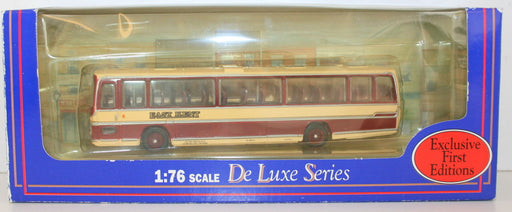 EAST KENT
1:76 SCALE De Luxe Series
Exclusive
First
Editions